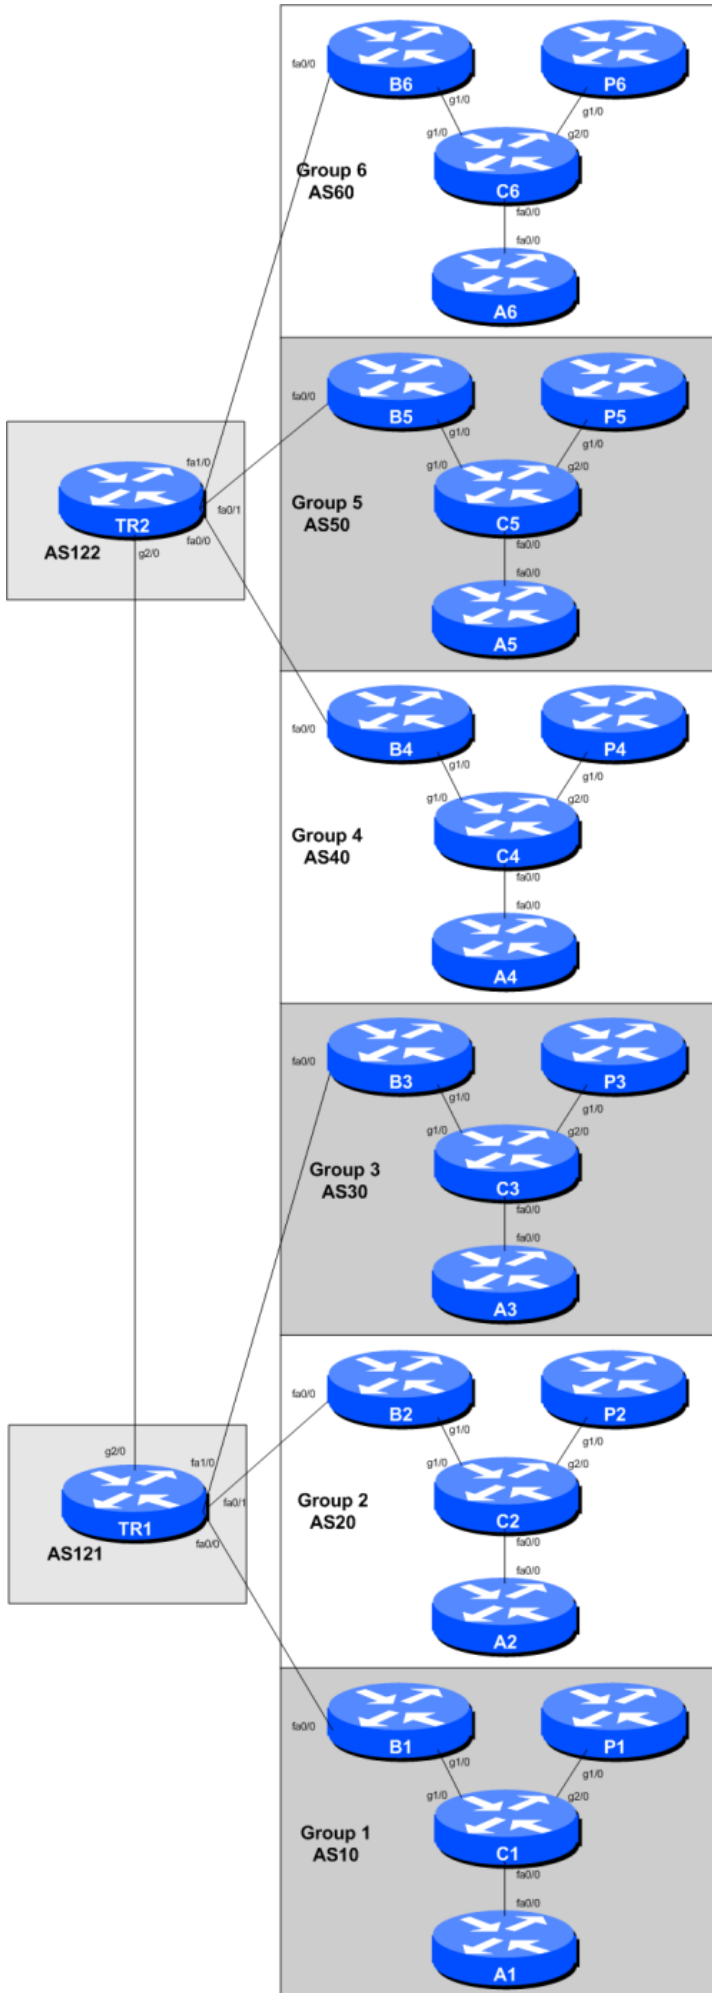 fa0/0
B6
P6
g1/0
g1/0
g1/0
g2/0
Group 6
AS60
C6
fa0/0
fa0/0
A6
fa0/0
B5
P5
g1/0
g1/0
g1/0
g2/0
Group 5
AS50
C5
fa0/0
fa0/0
A5
fa1/0
fa0/1
TR2
fa0/0
AS122
g2/0
fa0/0
B4
P4
g1/0
g1/0
g1/0
g2/0
Group 4
AS40
C4
fa0/0
fa0/0
A4
fa0/0
B3
P3
g1/0
g1/0
g1/0
g2/0
Group 3
AS30
C3
fa0/0
fa0/0
A3
fa0/0
B2
P2
g1/0
g1/0
g1/0
g2/0
Group 2
AS20
C2
fa0/0
fa0/0
A2
g2/0
fa1/0
fa0/1
TR1
fa0/0
AS121
fa0/0
B1
P1
g1/0
g1/0
g1/0
g2/0
Group 1
AS10
C1
fa0/0
fa0/0
A1